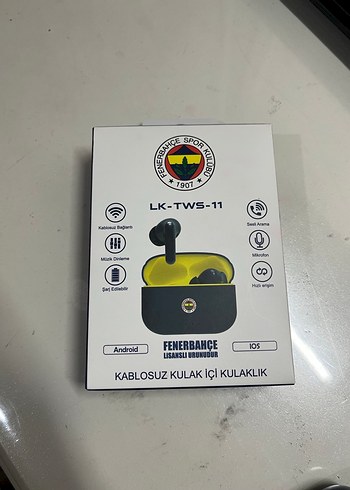 FENERBAHÇE SPOR KULÜBÜ
★ 1907 ★
LK-TWS-11
Kablosuz Bağlantı
Müzik Dinleme
Şarj Edilebilir
Sesli Arama
Mikrofon
Hızlı erişim
FENERBAHÇE
LİSANSLI ÜRÜNÜDÜR
Android
IOS
KABLOSUZ KULAK İÇİ KULAKLIK